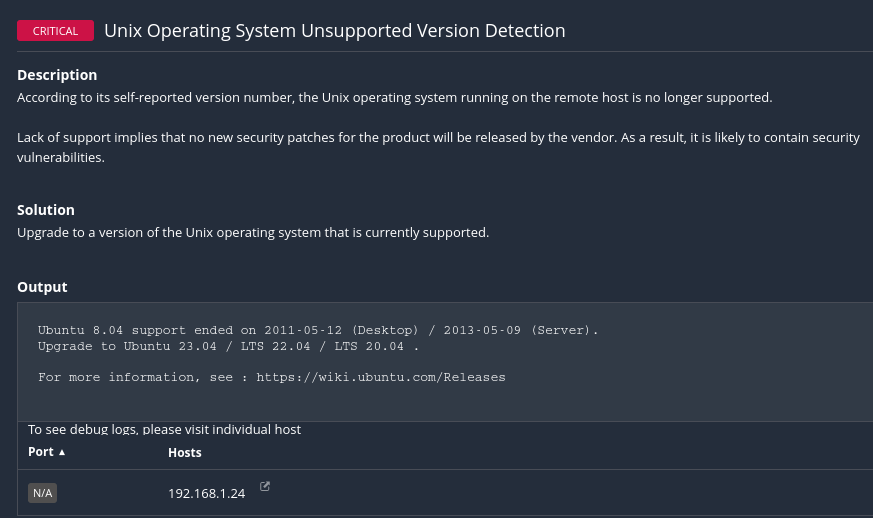 CRITICAL Unix Operating System Unsupported Version Detection
Description
According to its self-reported version number, the Unix operating system running on the remote host is no longer supported.
Lack of support implies that no new security patches for the product will be released by the vendor. As a result, it is likely to contain security
vulnerabilities.
Solution
Upgrade to a version of the Unix operating system that is currently supported.
Output
Ubuntu 8.04 support ended on 2011-05-12 (Desktop) / 2013-05-09 (Server).
Upgrade to Ubuntu 23.04 / LTS 22.04 / LTS 20.04 .
For more information, see : https://wiki.ubuntu.com/Releases
To see debug logs, please visit individual host
Port ▲ Hosts
N/A 192.168.1.24